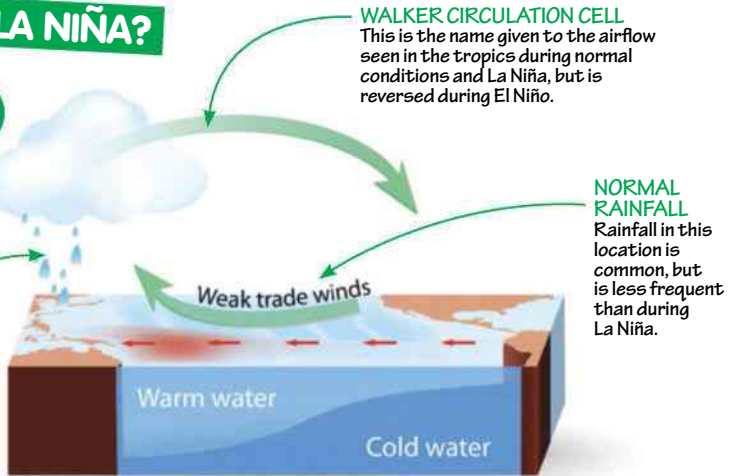 LA NIÑA?
WALKER CIRCULATION CELL
This is the name given to the airflow
seen in the tropics during normal
conditions and La Niña, but is
reversed during El Niño.
NORMAL
RAINFALL
Rainfall in this
location is
common, but
is less frequent
than during
La Niña.
Weak trade winds
Warm water
Cold water